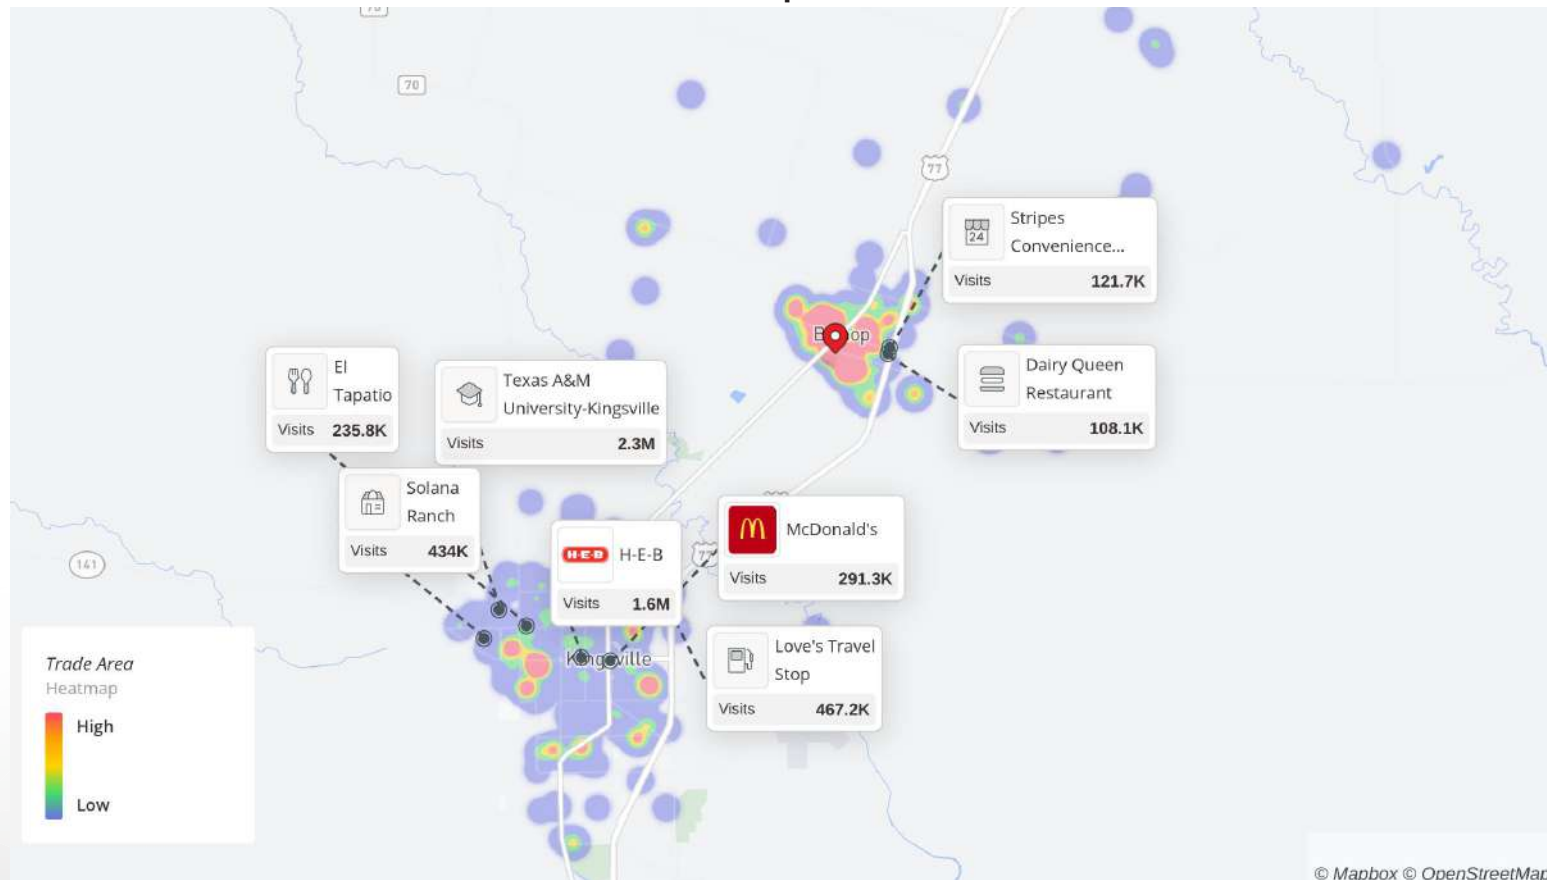 70
77
Stripes
Convenience...
Visits 121.7K
El
Tapatio
Visits 235.8K
Texas A&M
University-Kingsville
Visits 2.3M
Dairy Queen
Restaurant
Visits 108.1K
Solana
Ranch
Visits 434K
H-E-B
H-E-B
Visits 1.6M
McDonald's
Visits 291.3K
77
141
Love's Travel
Stop
Visits 467.2K
Trade Area
Heatmap
High
Low
24
© Mapbox © OpenStreetMap